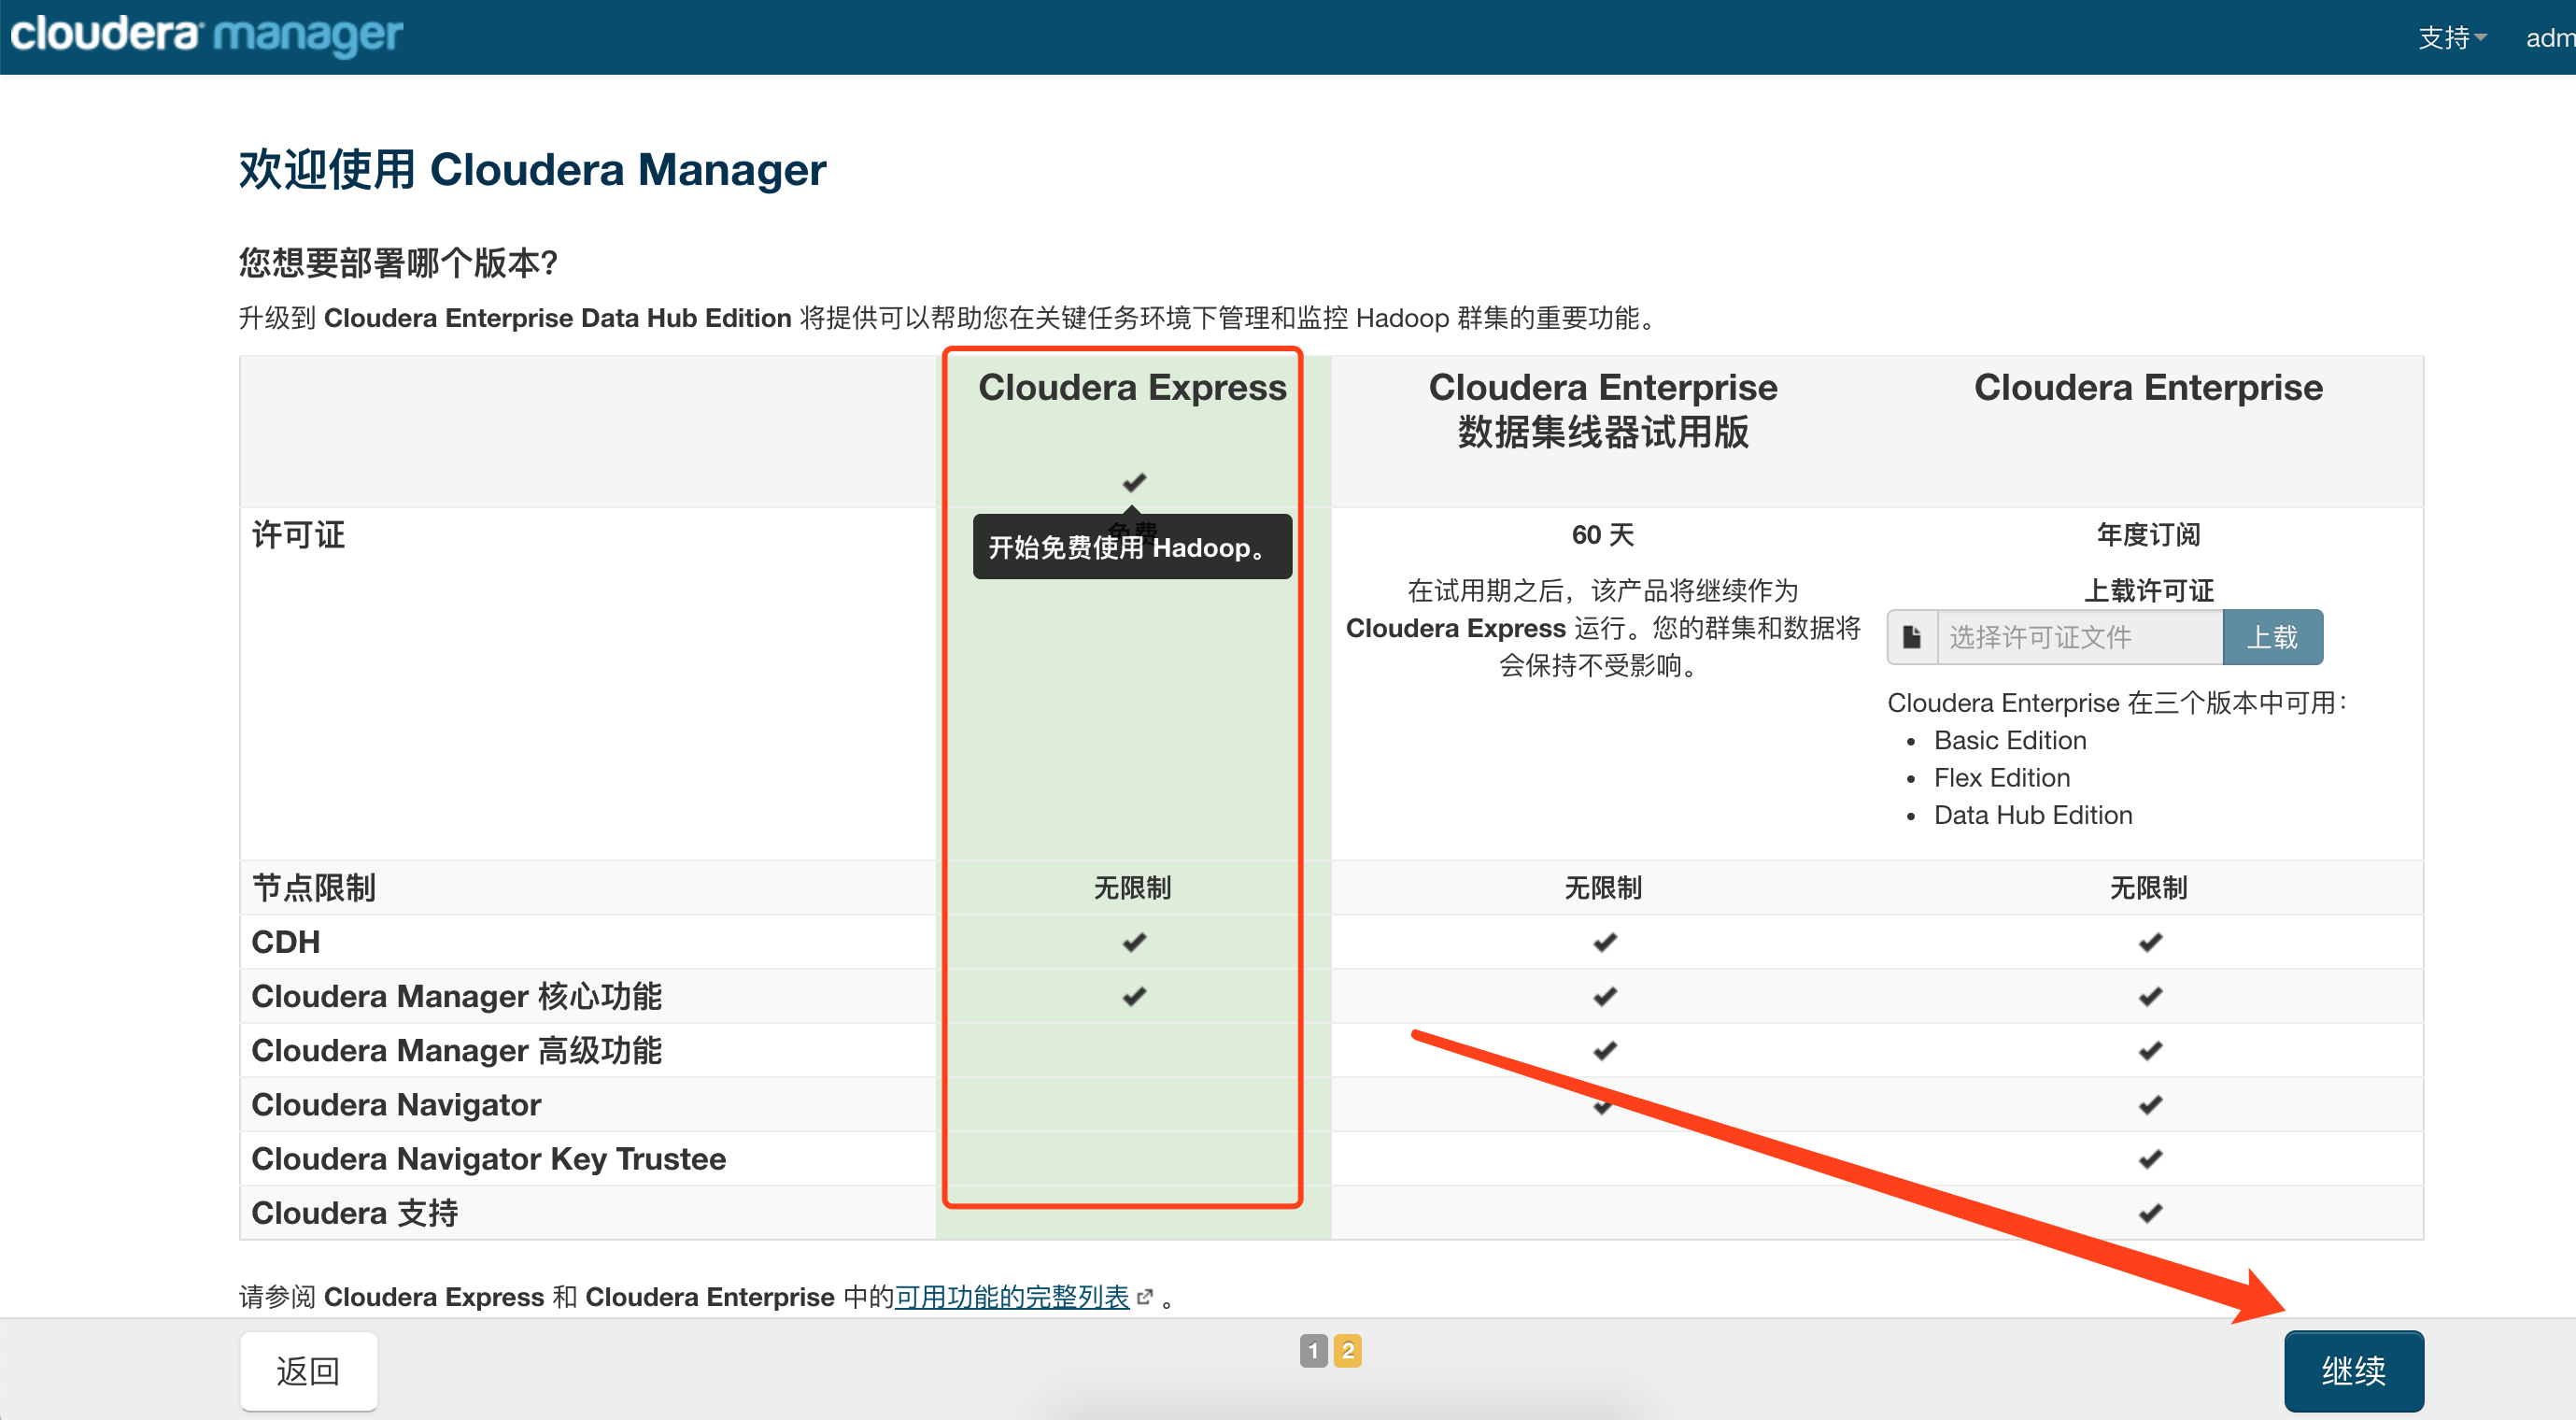 cloudera manager
支持
adm
欢迎使用 Cloudera Manager
您想要部署哪个版本?
升级到 Cloudera Enterprise Data Hub Edition 将提供可以帮助您在关键任务环境下管理和监控 Hadoop 群集的重要功能。
Cloudera Express
Cloudera Enterprise
数据集线器试用版
Cloudera Enterprise
许可证
免费
开始免费使用 Hadoop。
60 天
在试用期之后，该产品将继续作为
Cloudera Express 运行。您的群集和数据将
会保持不受影响。
年度订阅
上载许可证
选择许可证文件
上载
Cloudera Enterprise 在三个版本中可用：
• Basic Edition
• Flex Edition
• Data Hub Edition
节点限制 无限制 无限制 无限制
CDH
Cloudera Manager 核心功能
Cloudera Manager 高级功能
Cloudera Navigator
Cloudera Navigator Key Trustee
Cloudera 支持
请参阅 Cloudera Express 和 Cloudera Enterprise 中的可用功能的完整列表 。
返回
1 2
继续